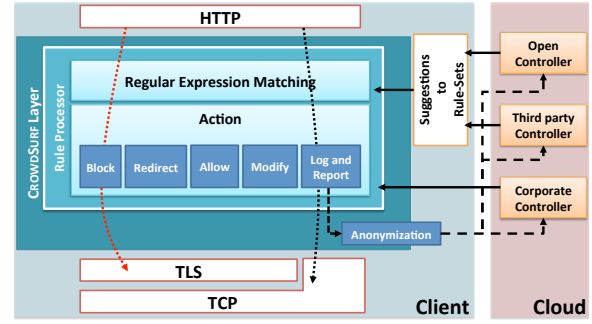 HTTP
CROWDSURF Layer
Rule Processor
Regular Expression Matching
Action
Block
Redirect
Allow
Modify
Log and
Report
Anonymization
Suggestions
to
Rule-Sets
Open
Controller
Third party
Controller
Corporate
Controller
TLS
TCP
Client
Cloud